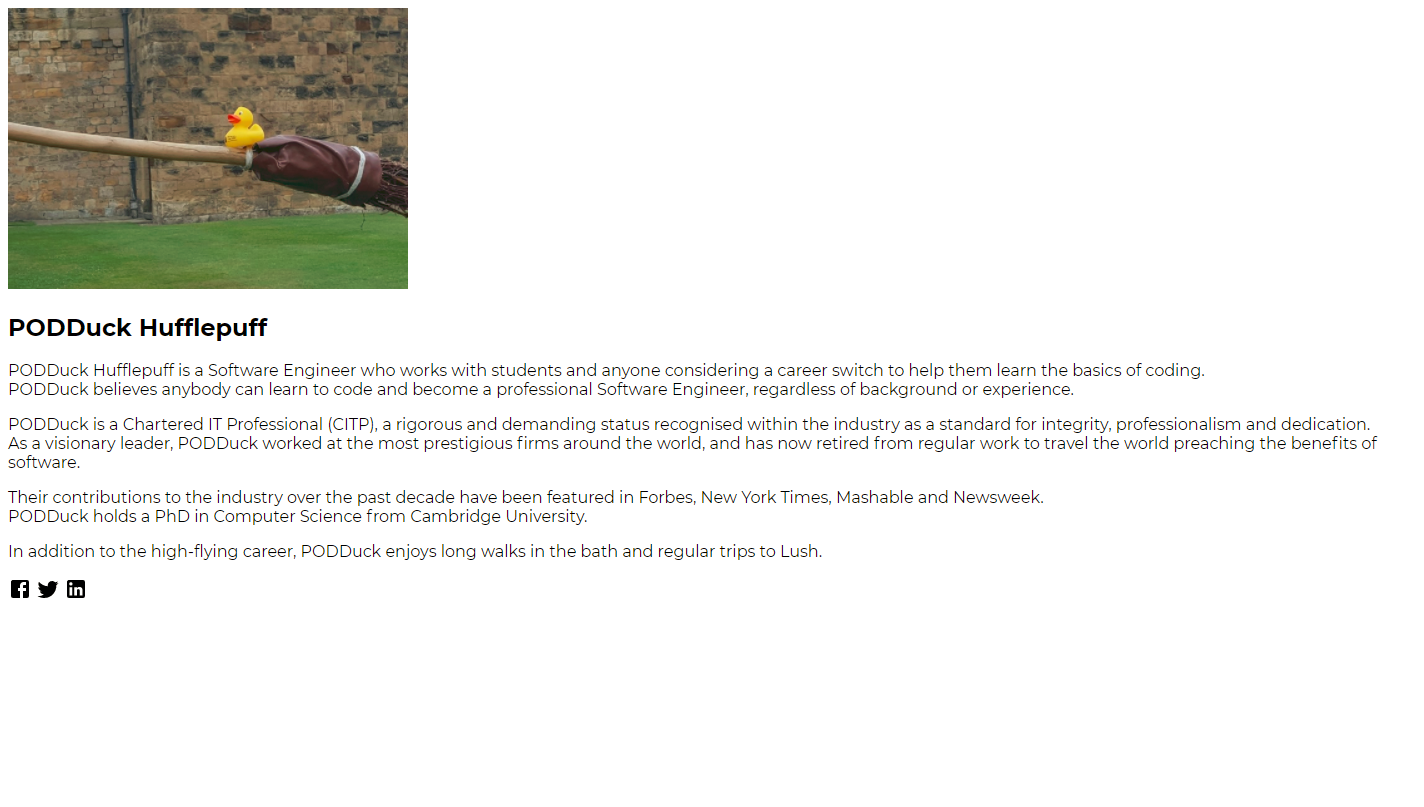 PODDuck Hufflepuff
PODDuck Hufflepuff is a Software Engineer who works with students and anyone considering a career switch to help them learn the basics of coding.
PODDuck believes anybody can learn to code and become a professional Software Engineer, regardless of background or experience.
PODDuck is a Chartered IT Professional (CITP), a rigorous and demanding status recognised within the industry as a standard for integrity, professionalism and dedication.
As a visionary leader, PODDuck worked at the most prestigious firms around the world, and has now retired from regular work to travel the world preaching the benefits of
software.
Their contributions to the industry over the past decade have been featured in Forbes, New York Times, Mashable and Newsweek.
PODDuck holds a PhD in Computer Science from Cambridge University.
In addition to the high-flying career, PODDuck enjoys long walks in the bath and regular trips to Lush.